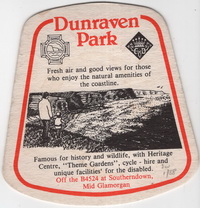 Dunraven
Park
Fresh air and good views for those
who enjoy the natural amenities of
the coastline.
Famous for history and wildlife, with Heritage
Centre, "Theme Gardens", cycle - hire and
unique facilities' for the disabled.
Off the B4524 at Southerndown,
Mid Glamorgan